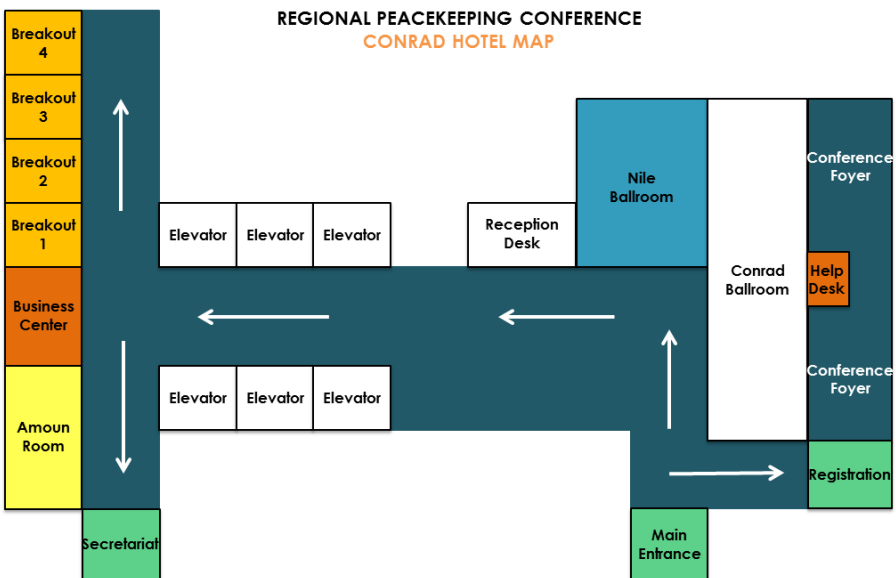 REGIONAL PEACEKEEPING CONFERENCE
CONRAD HOTEL MAP
Breakout
4
Breakout
3
Breakout
2
Breakout
1
Business
Center
Amoun
Room
Secretariat
Elevator
Elevator
Elevator
Elevator
Elevator
Elevator
Reception
Desk
Nile
Ballroom
Conrad
Ballroom
Conference
Foyer
Help
Desk
Conference
Foyer
Registration
Main
Entrance